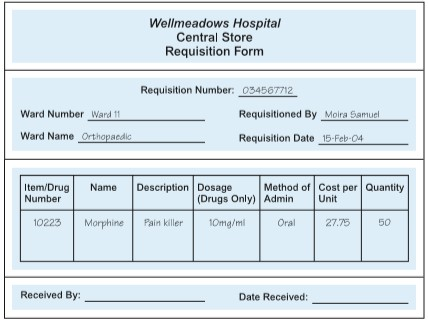 Wellmeadows Hospital
Central Store
Requisition Form
Requisition Number: 034567712
Ward Number Ward 11 Requisitioned By Moira Samuel
Ward Name Orthopaedic Requisition Date 15-Feb-04
Item/Drug Number Name Description Dosage (Drugs Only) Method of Admin Cost per Unit Quantity
10223 Morphine Pain killer 10mg/ml Oral 27.75 50
Received By: Date Received: